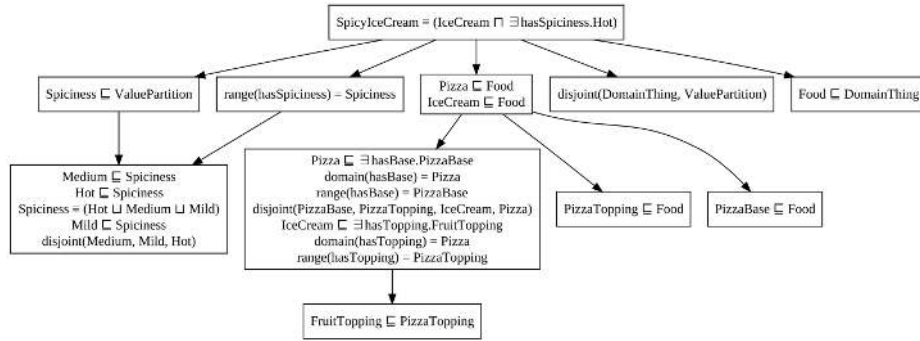 SpicyIceCream ≡ (IceCream ⊓ ∃hasSpiciness.Hot)
Spiciness ⊑ ValuePartition
range(hasSpiciness) = Spiciness
Pizza ⊑ Food
IceCream ⊑ Food
disjoint(DomainThing, ValuePartition)
Food ⊑ DomainThing
Medium ⊑ Spiciness
Hot ⊑ Spiciness
Spiciness ≡ (Hot ⊔ Medium ⊔ Mild)
Mild ⊑ Spiciness
disjoint(Medium, Mild, Hot)
Pizza ⊑ ∃hasBase.PizzaBase
domain(hasBase) = Pizza
range(hasBase) = PizzaBase
disjoint(PizzaBase, PizzaTopping, IceCream, Pizza)
IceCream ⊑ ∃hasTopping.FruitTopping
domain(hasTopping) = Pizza
range(hasTopping) = PizzaTopping
PizzaTopping ⊑ Food
PizzaBase ⊑ Food
FruitTopping ⊑ PizzaTopping